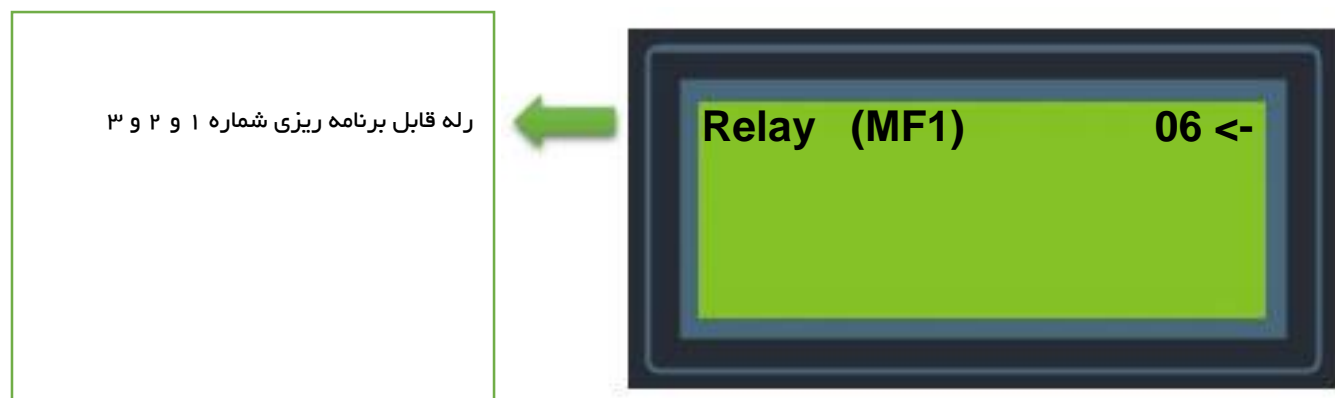 رله قابل برنامه ریزی شماره ۱ و ۲ و ۳
Relay (MF1) 06 <-